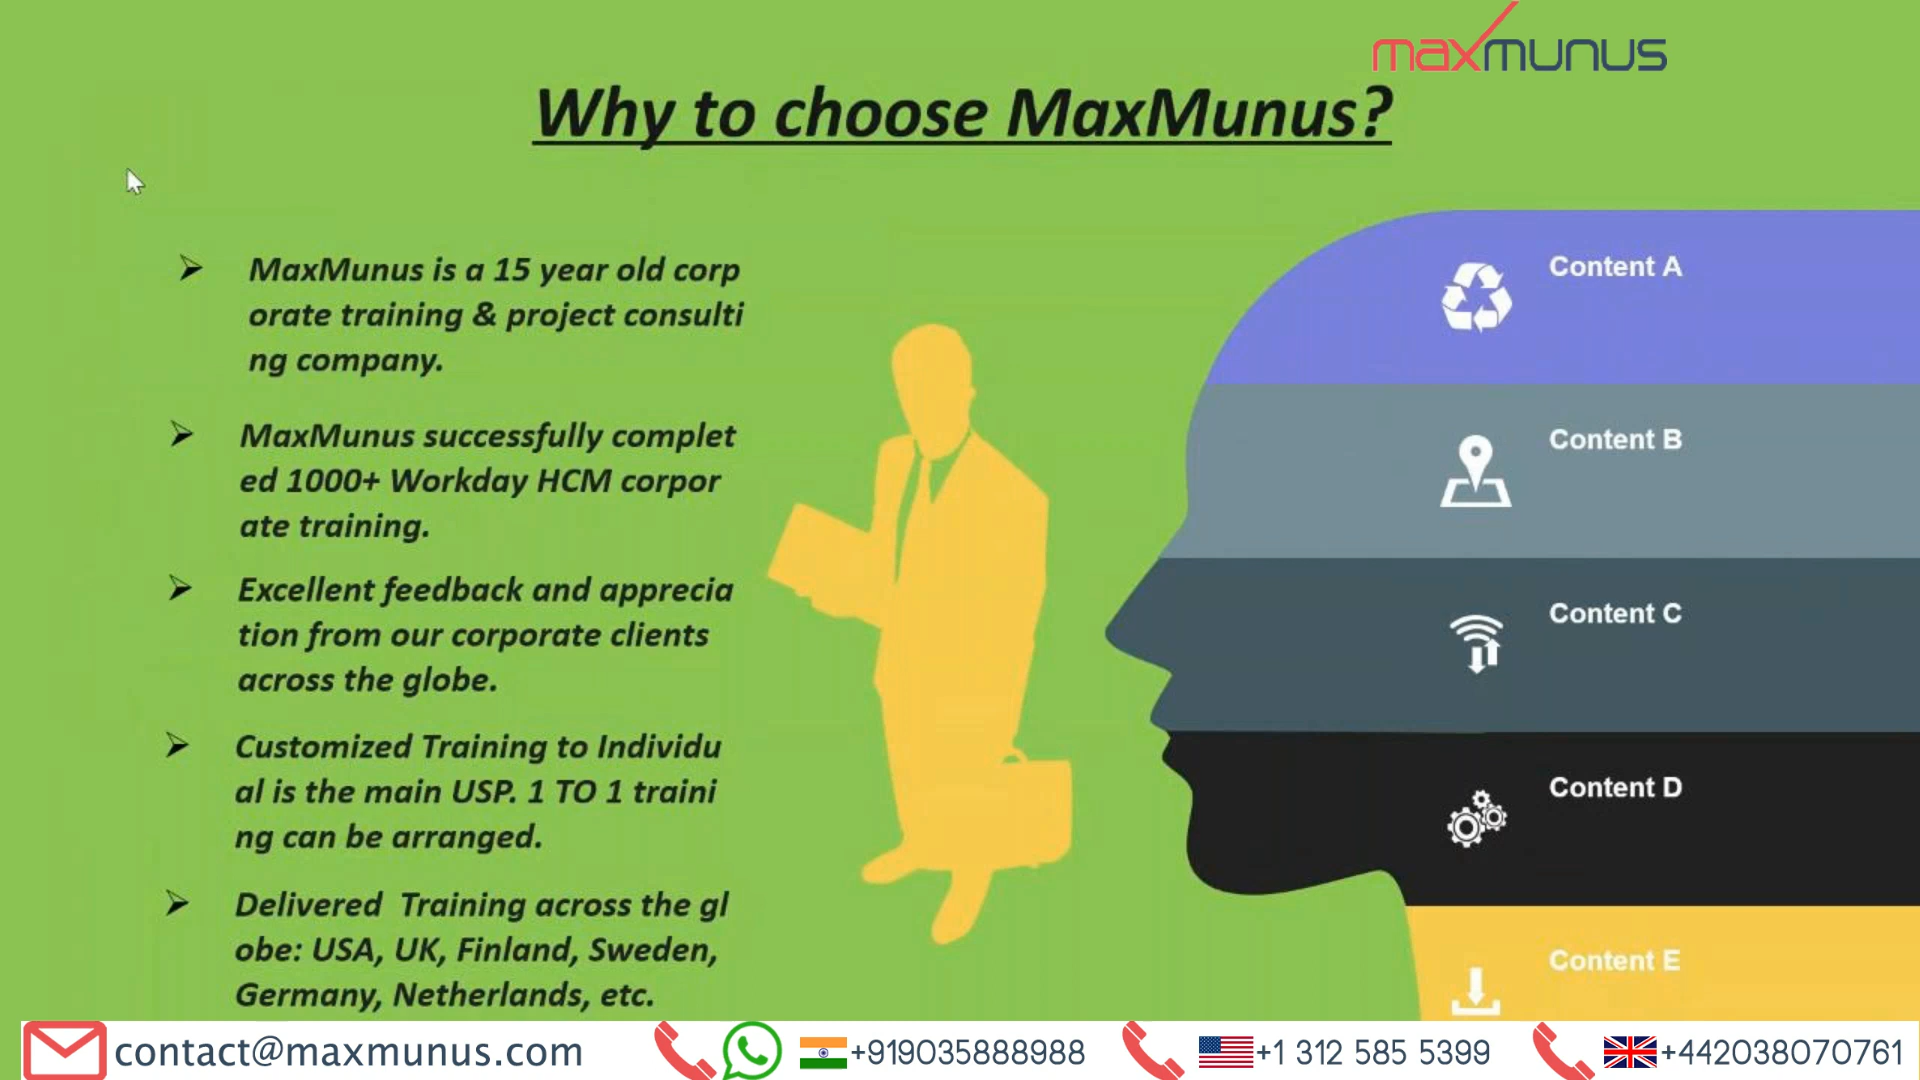 maxmunus
Why to choose MaxMunus?
MaxMunus is a 15 year old corp
orate training & project consulti
ng company.
MaxMunus successfully complet
ed 1000+ Workday HCM corpor
ate training.
Excellent feedback and apprecia
tion from our corporate clients
across the globe.
Customized Training to Individu
al is the main USP. 1 TO 1 traini
ng can be arranged.
Delivered  Training across the gl
obe: USA, UK, Finland, Sweden,
Germany, Netherlands, etc.
Content A
Content B
Content C
Content D
Content E
contact@maxmunus.com
+919035888988
+1 312 585 5399
+442038070761